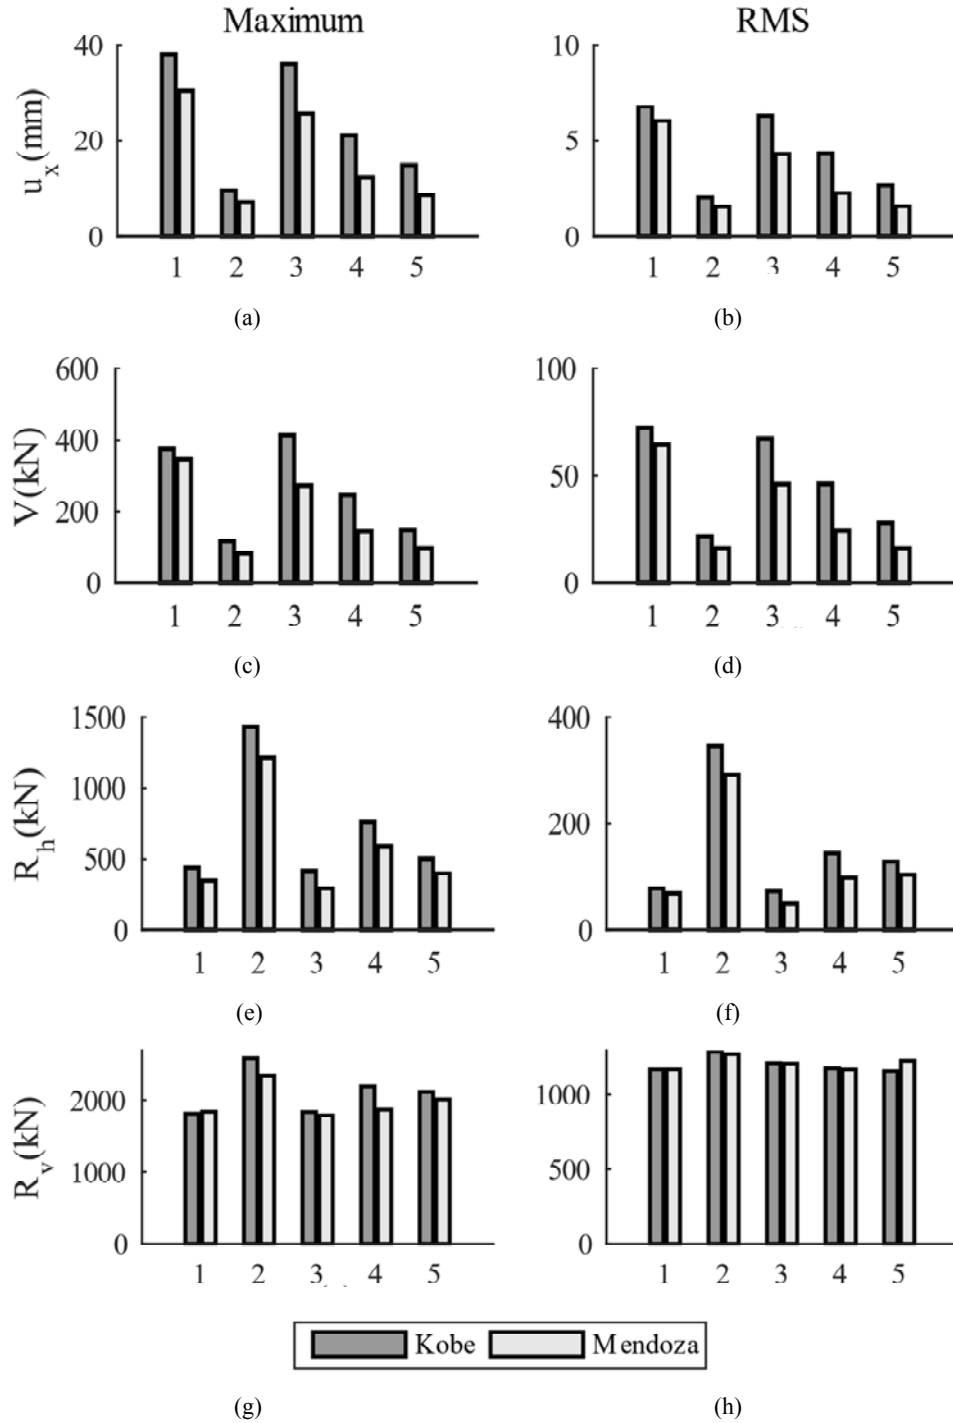 Maximum RMS
40 10
u_x(mm)
20 5
0 0
1 2 3 4 5 1 2 3 4 5
(a) (b)
600 100
400
V(kN)
50
200
0 0
1 2 3 4 5 1 2 3 4 5
(c) (d)
1500 400
1000
R_h(kN)
200
500
0 0
1 2 3 4 5 1 2 3 4 5
(e) (f)
2000 1000
R_v(kN)
1000 500
0 0
1 2 3 4 5 1 2 3 4 5
Kobe Mendoza
(g) (h)